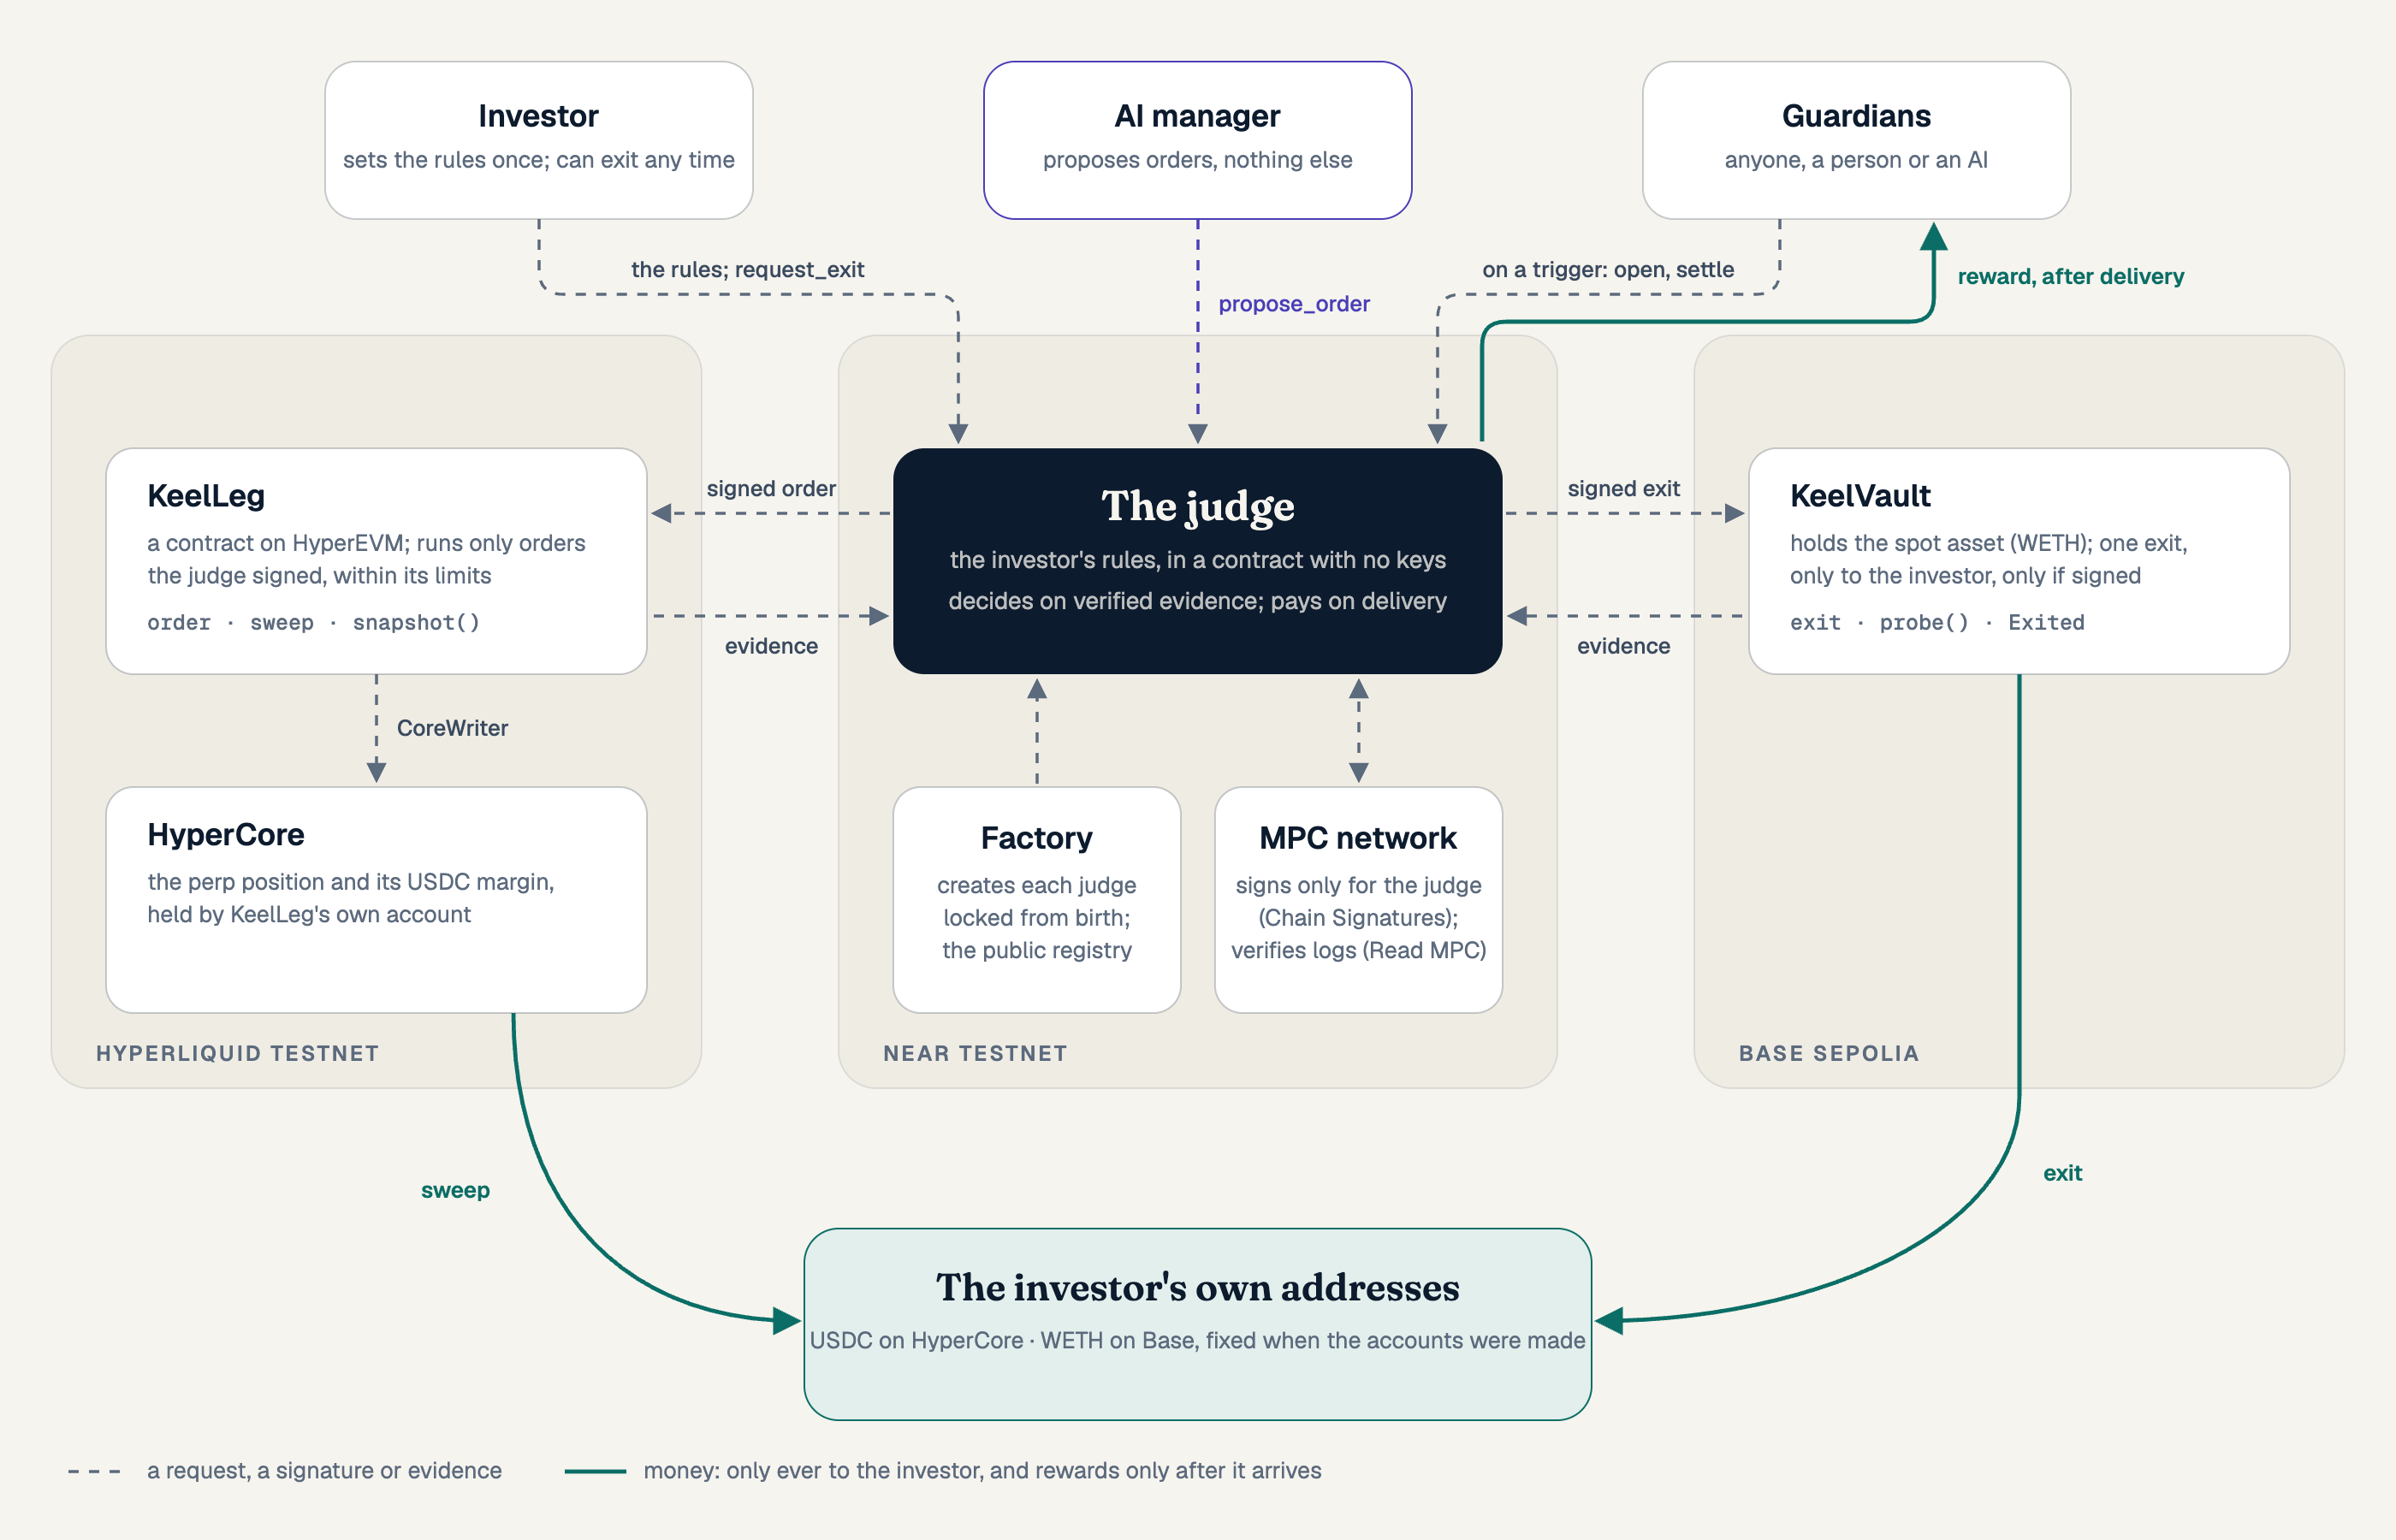 Investor
sets the rules once; can exit any time
AI manager
proposes orders, nothing else
Guardians
anyone, a person or an AI
the rules; request_exit
propose_order
on a trigger: open, settle
reward, after delivery
KeelLeg
a contract on HyperEVM; runs only orders
the judge signed, within its limits
order · sweep · snapshot()
signed order
evidence
The judge
the investor's rules, in a contract with no keys
decides on verified evidence; pays on delivery
signed exit
evidence
KeelVault
holds the spot asset (WETH); one exit,
only to the investor, only if signed
exit · probe() · Exited
CoreWriter
HyperCore
the perp position and its USDC margin,
held by KeelLeg's own account
Factory
creates each judge
locked from birth;
the public registry
MPC network
signs only for the judge
(Chain Signatures);
verifies logs (Read MPC)
HYPERLIQUID TESTNET
NEAR TESTNET
BASE SEPOLIA
sweep
exit
The investor's own addresses
USDC on HyperCore · WETH on Base, fixed when the accounts were made
a request, a signature or evidence
money: only ever to the investor, and rewards only after it arrives